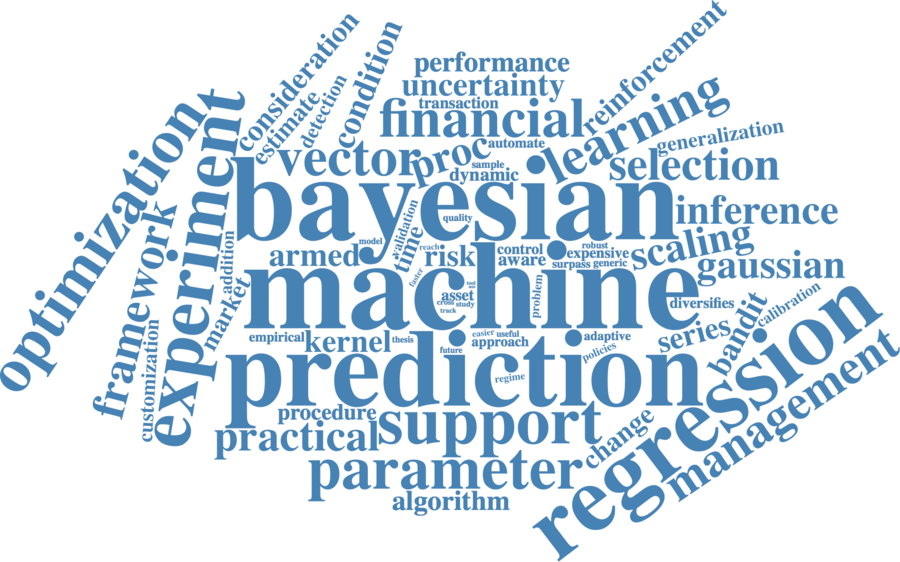 consideration
condition
reinforcement
performance
uncertainty
transaction
financial
estimate
detection
learning
optimization
experiment
generalization
automate
vector
proc
sample
dynamic
selection
bayesian
quality
inference
framework
addition
validation
time
model
reach
armed
risk
control
aware
robust
expensive
surpass
generic
scaling
gaussian
machine
faster
tool
asset
cross
study
track
problem
diversifies
calibration
market
customization
empirical
kernel
thesis
easier
useful
approach
future
adaptive
policies
series
bandit
prediction
regime
regression
procedure
practical
support
change
management
parameter
algorithm